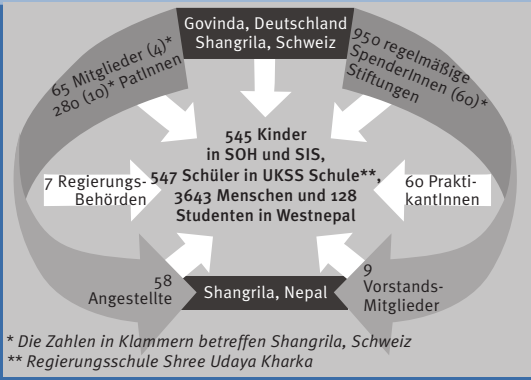 Govinda, Deutschland
Shangrila, Schweiz
65 Mitglieder (4)*
280 (10)* PatInnen
950 regelmäßige
SpenderInnen (60)*
Stiftungen
545 Kinder
in SOH und SIS,
547 Schüler in UKSS Schule**,
3643 Menschen und 128
Studenten in Westnepal
7 Regierungs-
Behörden
60 Prakti-
kantInnen
58
Angestellte
Shangrila, Nepal
9
Vorstands-
Mitglieder
* Die Zahlen in Klammern betreffen Shangrila, Schweiz
** Regierungsschule Shree Udaya Kharka